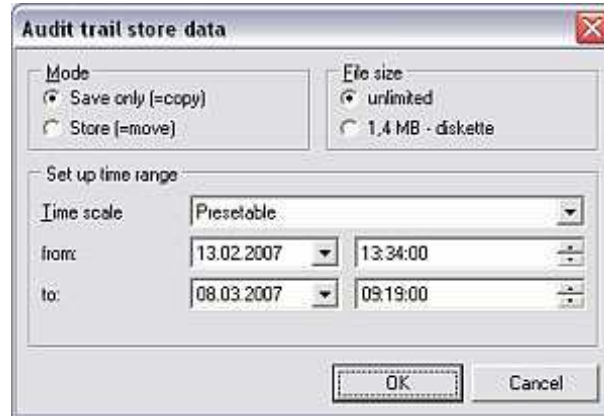 Audit trail store data
Mode
Save only (=copy)
Store (=move)
File size
unlimited
1,4 MB - diskette
Set up time range
Time scale Presetable
from: 13.02.2007 13:34:00
to: 08.03.2007 09:19:00
OK Cancel